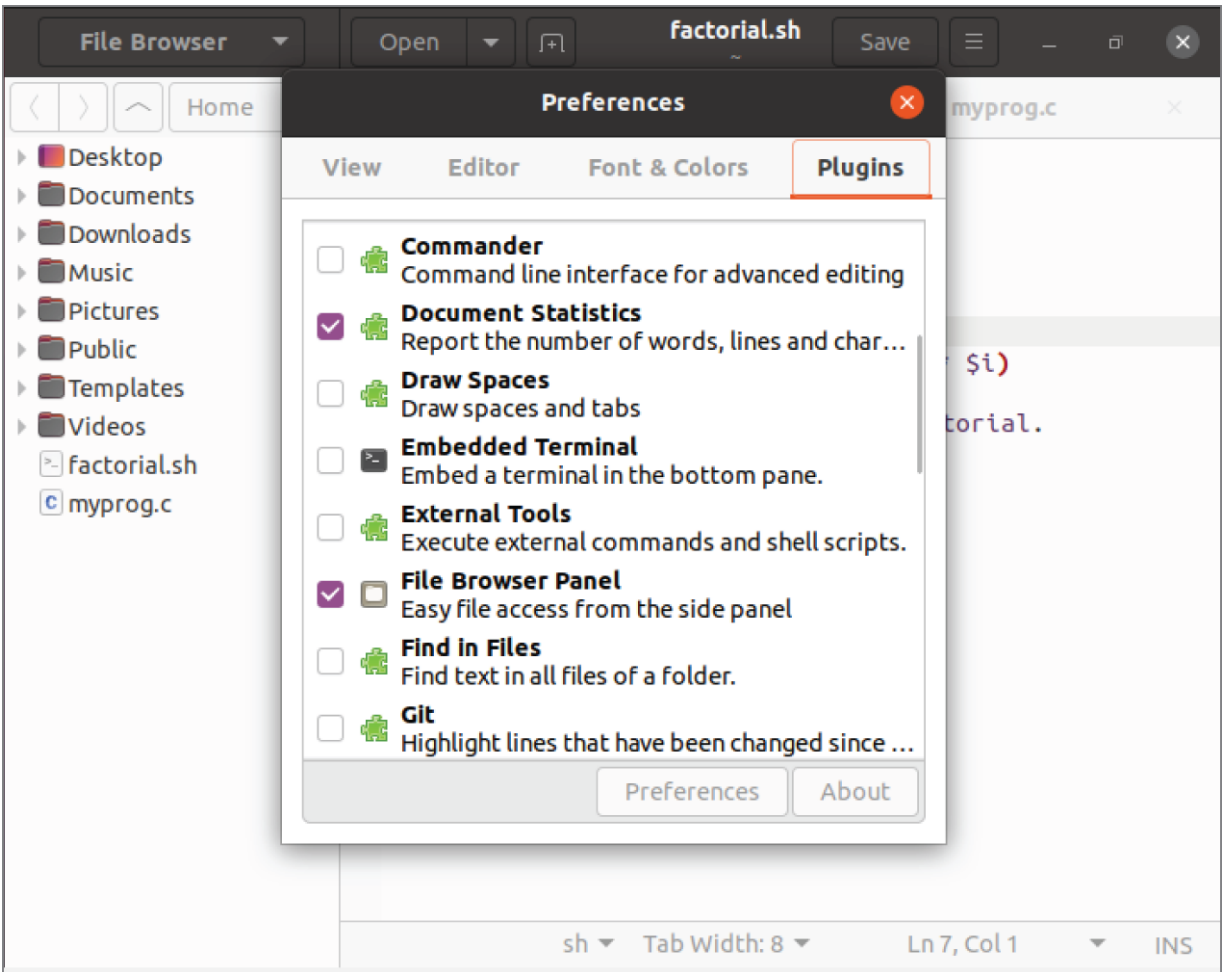 File Browser
Open
factorial.sh
~
Save
Home
myprog.c
Desktop
Documents
Downloads
Music
Pictures
Public
Templates
Videos
factorial.sh
myprog.c
Preferences
View Editor Font & Colors Plugins
Commander
Command line interface for advanced editing
Document Statistics
Report the number of words, lines and char…
Draw Spaces
Draw spaces and tabs
Embedded Terminal
Embed a terminal in the bottom pane.
External Tools
Execute external commands and shell scripts.
File Browser Panel
Easy file access from the side panel
Find in Files
Find text in all files of a folder.
Git
Highlight lines that have been changed since …
Preferences About
$i)
torial.
sh Tab Width: 8 Ln 7, Col 1 INS